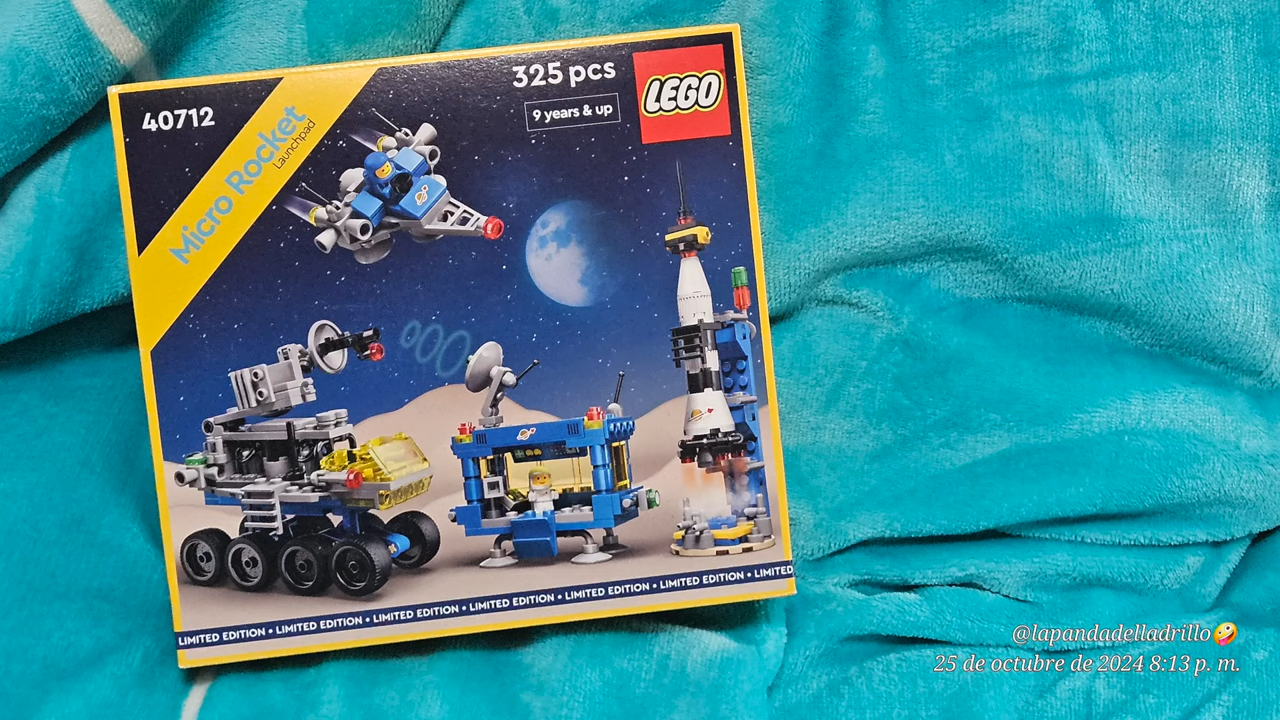 40712
Micro Rocket
Launchpad
325 pcs
9 years & up
LEGO
LIMITED EDITION • LIMITED EDITION • LIMITED EDITION • LIMITED EDITION • LIMITED EDITION • LIMITED EDITION • LIMITED
@lapandadelladrillo🤪
25 de octubre de 2024 8:13 p. m.